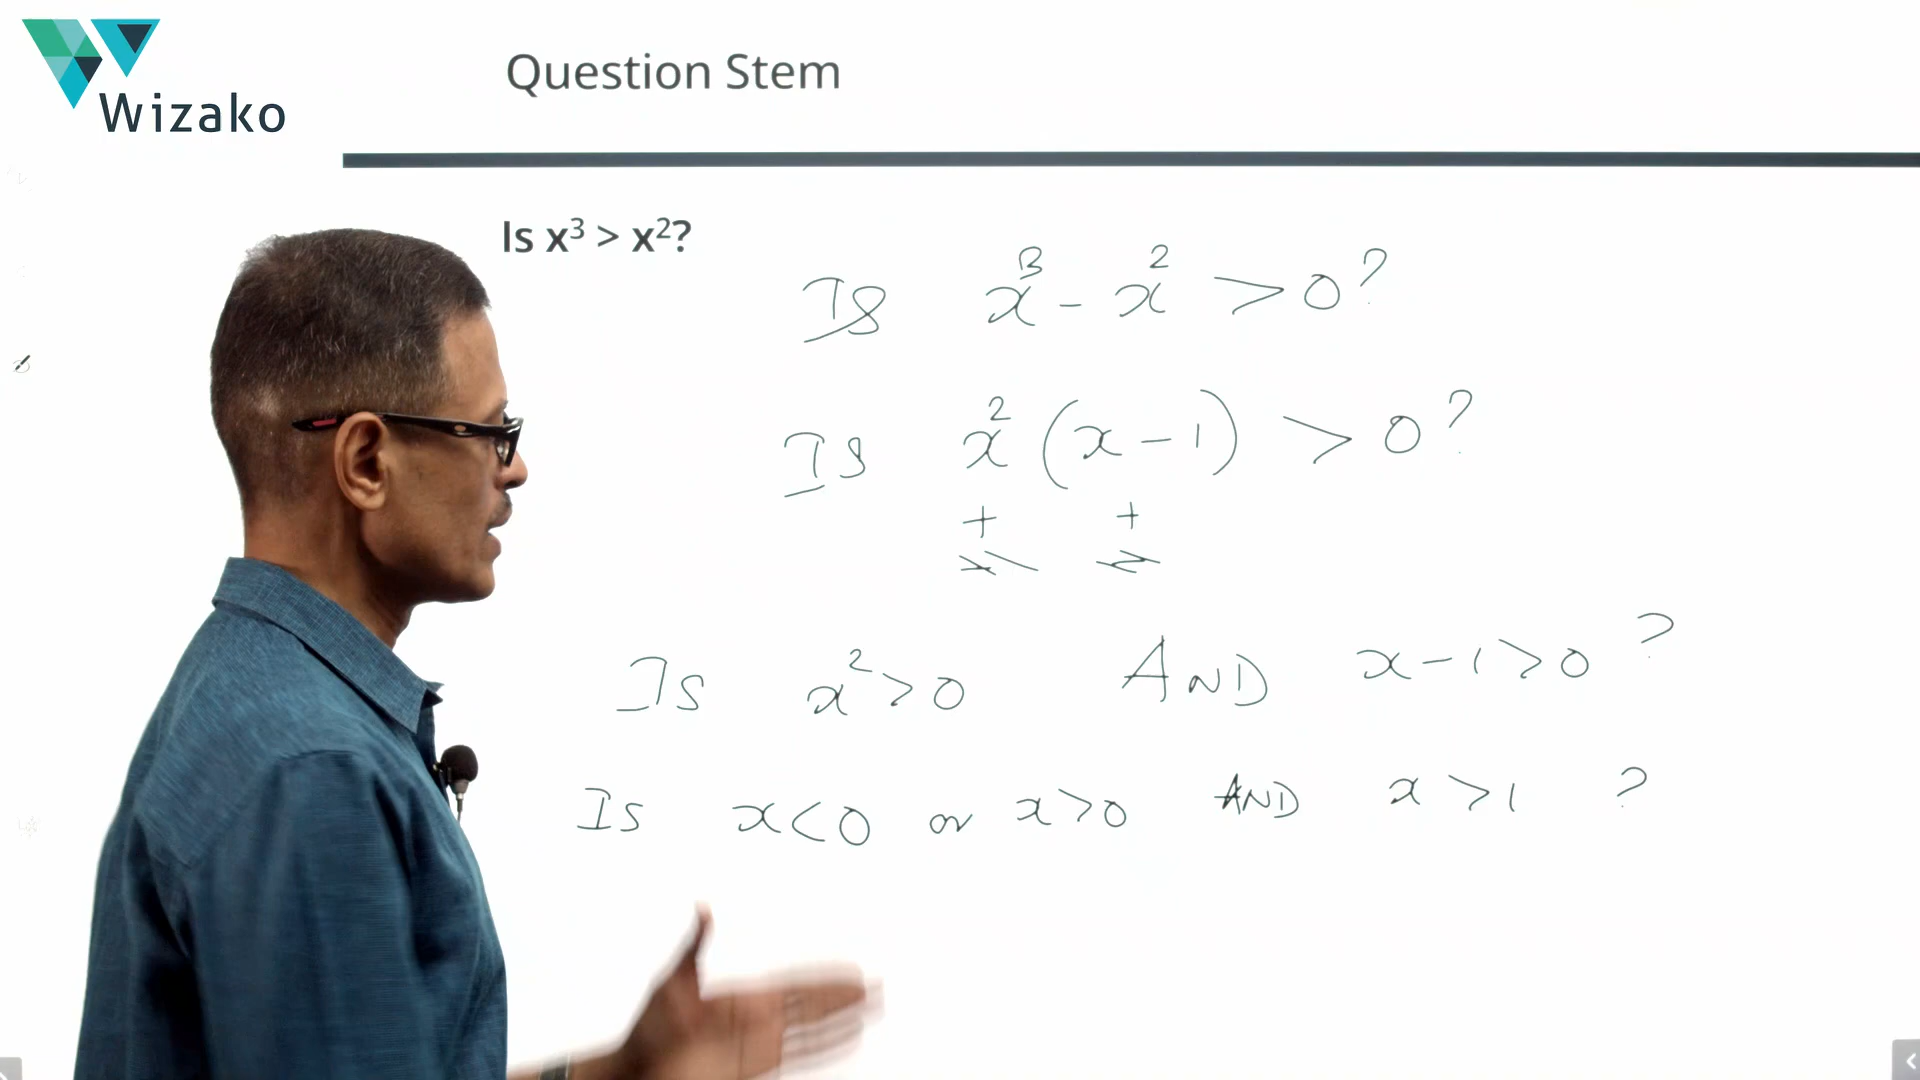 Wizako
Question Stem
Is x³ > x²?
Is x³ - x² > 0?
Is x² (x - 1) > 0?
+ +
Is x² > 0 AND x - 1 > 0 ?
Is x < 0 or x > 0 AND x > 1 ?